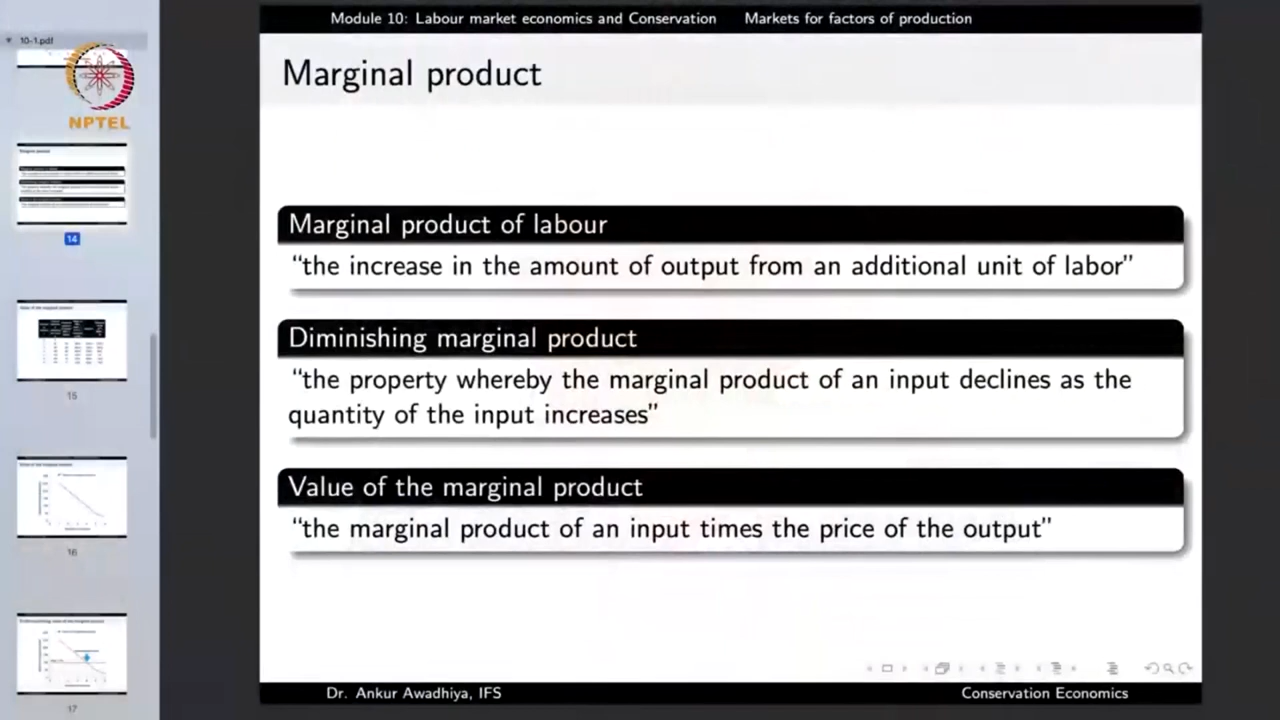 Module 10: Labour market economics and Conservation Markets for factors of production
10-1.pdf
NPTEL
14
15
16
17
Marginal product
Marginal product of labour
“the increase in the amount of output from an additional unit of labor”
Diminishing marginal product
“the property whereby the marginal product of an input declines as the
quantity of the input increases”
Value of the marginal product
“the marginal product of an input times the price of the output”
Dr. Ankur Awadhiya, IFS Conservation Economics